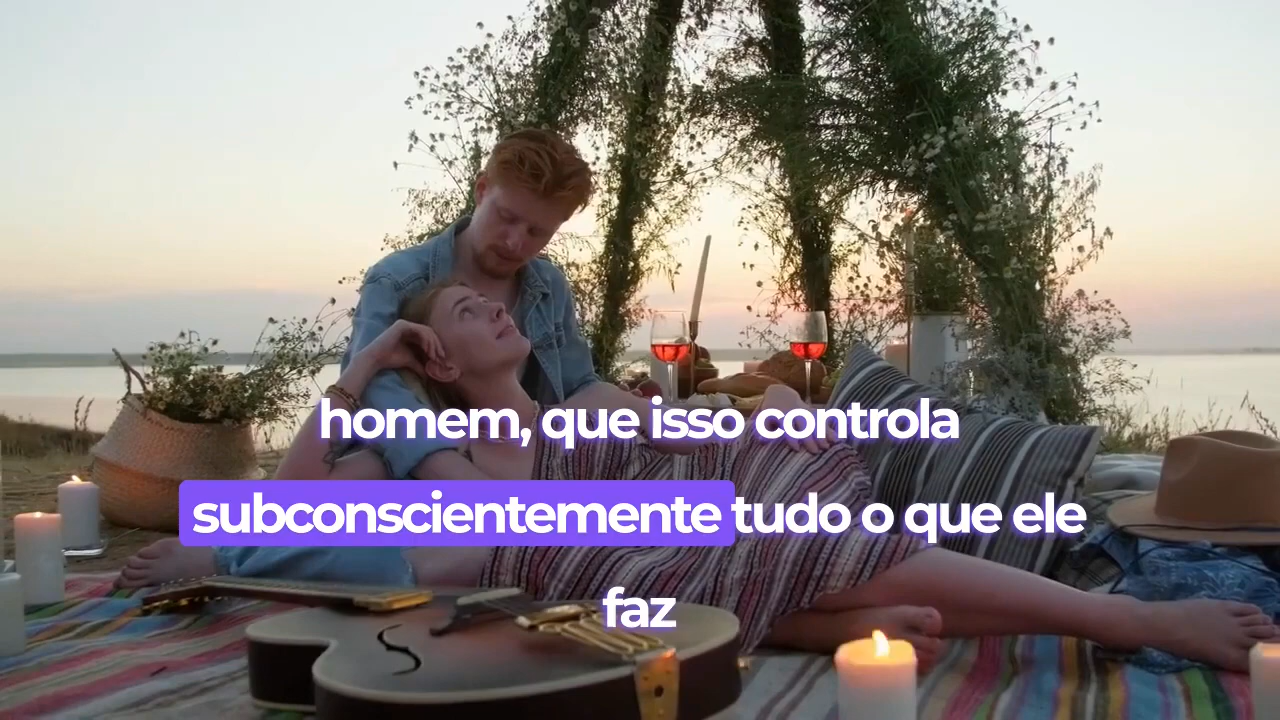 homem, que isso controla
subconscientemente tudo o que ele
faz